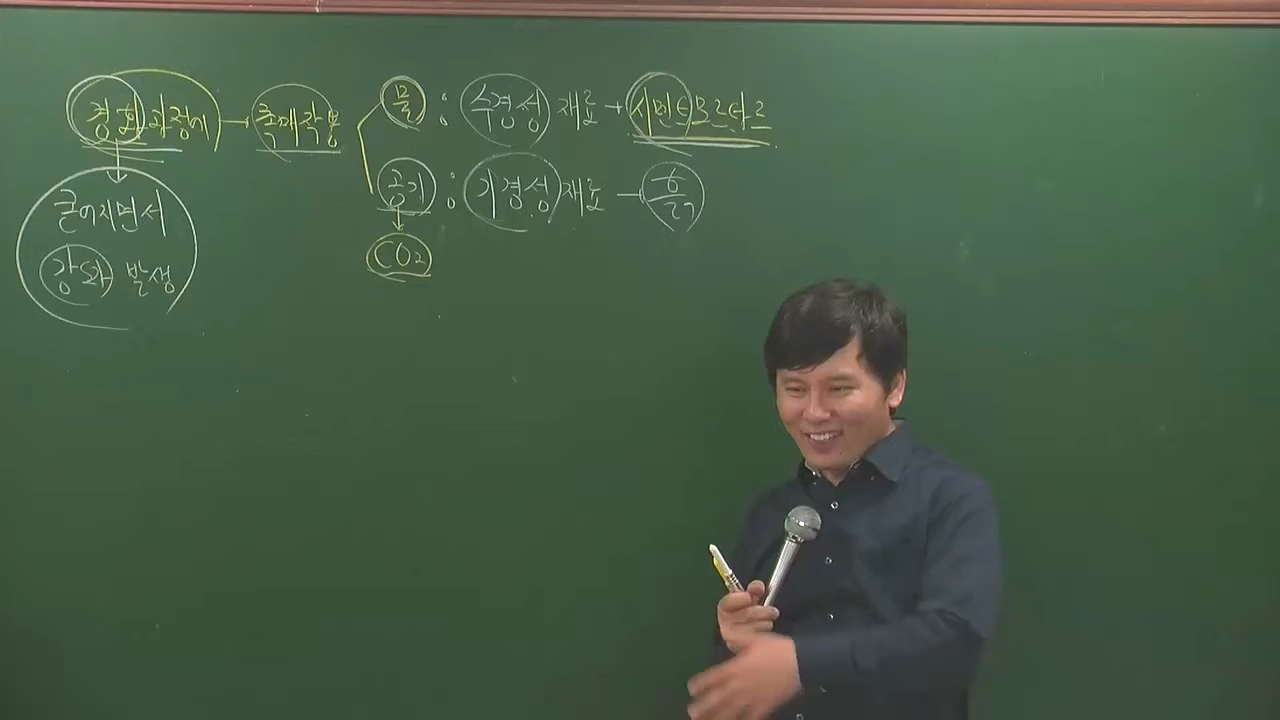 경화과정에 → 촉매작용
물 : 수경성 재료 → 시멘트모르타르
공기 : 기경성 재료 —
CO2
굳어지면서
강화 발생